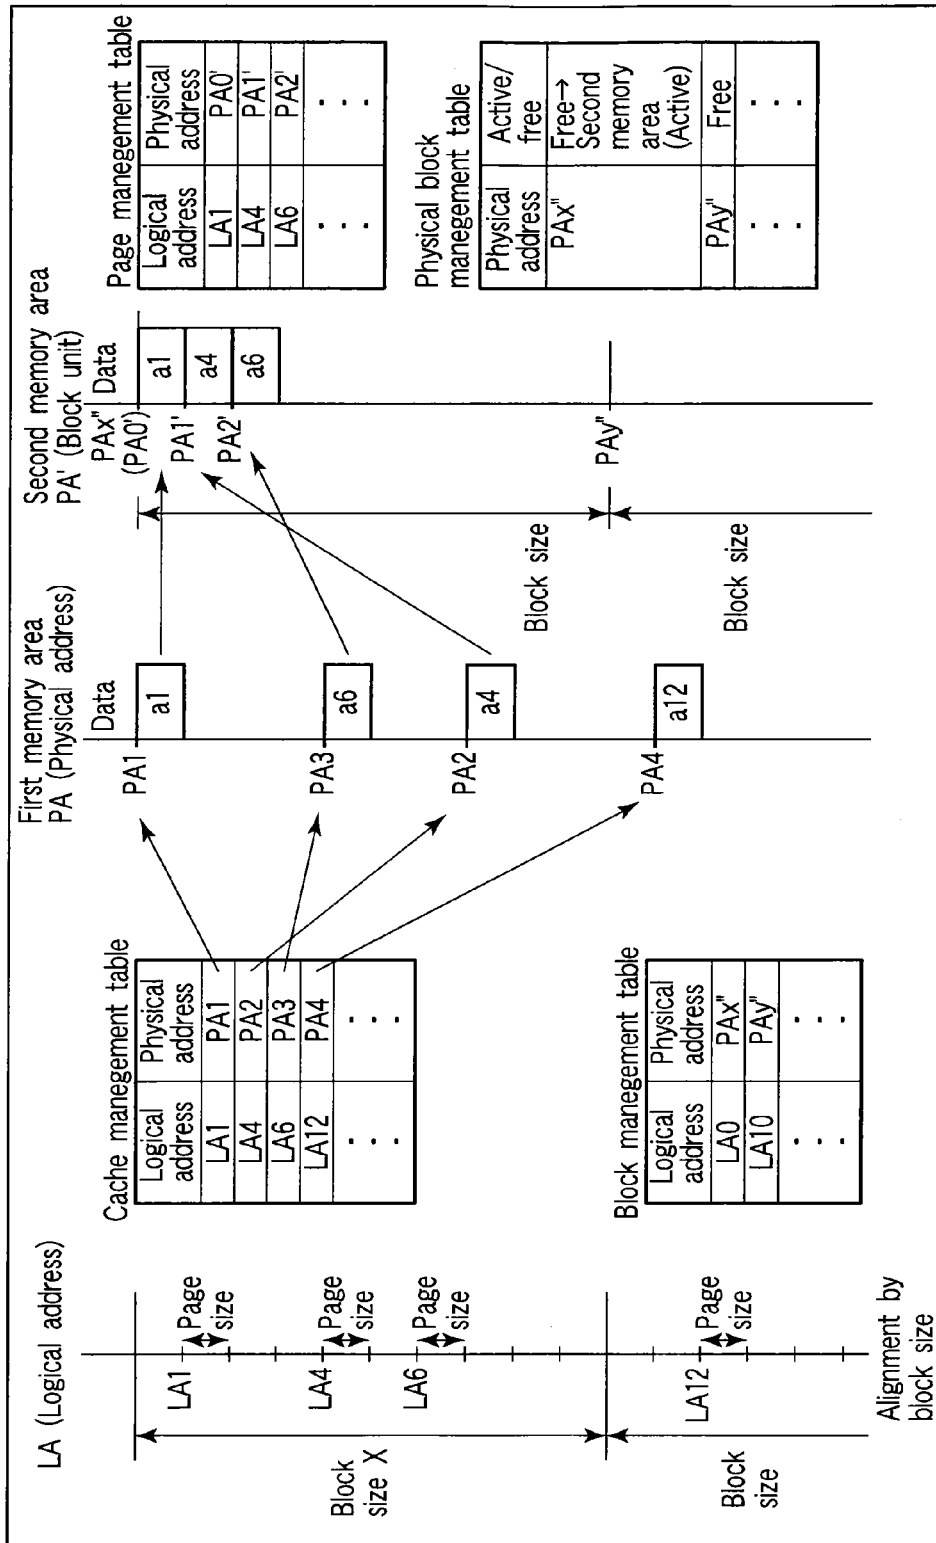 LA (Logical address)
LA1
Page
size
LA4
Page
size
LA6
Page
size
LA12
Page
size
Block
size X
Block
size
Alignment by
block size
Cache manegement table
Logical
address
Physical
address
LA1
PA1
LA4
PA2
LA6
PA3
LA12
PA4
. . .
. . .
Block manegement table
Logical
address
Physical
address
LA0
PAx"
LA10
PAy"
. . .
. . .
First memory area
PA (Physical address)
Data
PA1
a1
PA3
a6
PA2
a4
PA4
a12
Second memory area
PA' (Block unit)
PAx"
(PA0')
Data
a1
PA1'
a4
PA2'
a6
PAy"
Block size
Block size
Page manegement table
Logical
address
Physical
address
LA1
PA0'
LA4
PA1'
LA6
PA2'
. . .
. . .
Physical block
manegement table
Physical
address
Active/
free
PAx"
Free→
Second
memory
area
(Active)
PAy"
Free
. . .
. . .